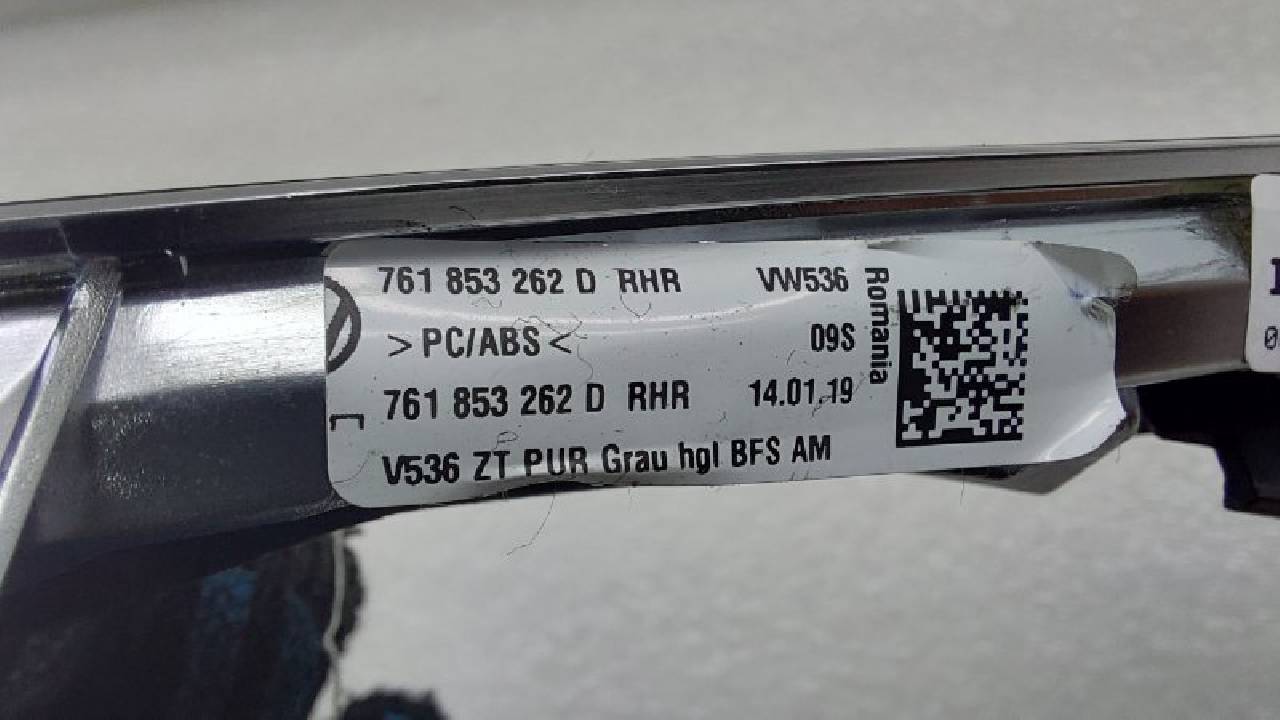 761 853 262 D RHR VW536
>PC/ABS< 09S
761 853 262 D RHR 14.01.19
V536 ZT PUR Grau hgl BFS AM
Romania